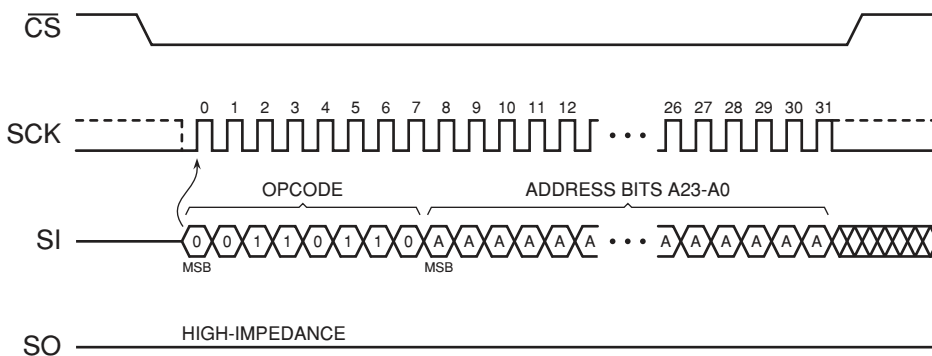 CS
0 1 2 3 4 5 6 7 8 9 10 11 12 26 27 28 29 30 31
SCK • • •
OPCODE ADDRESS BITS A23-A0
SI 0 0 1 1 0 1 1 0 A A A A A A • • • A A A A A A
MSB MSB
HIGH-IMPEDANCE
SO